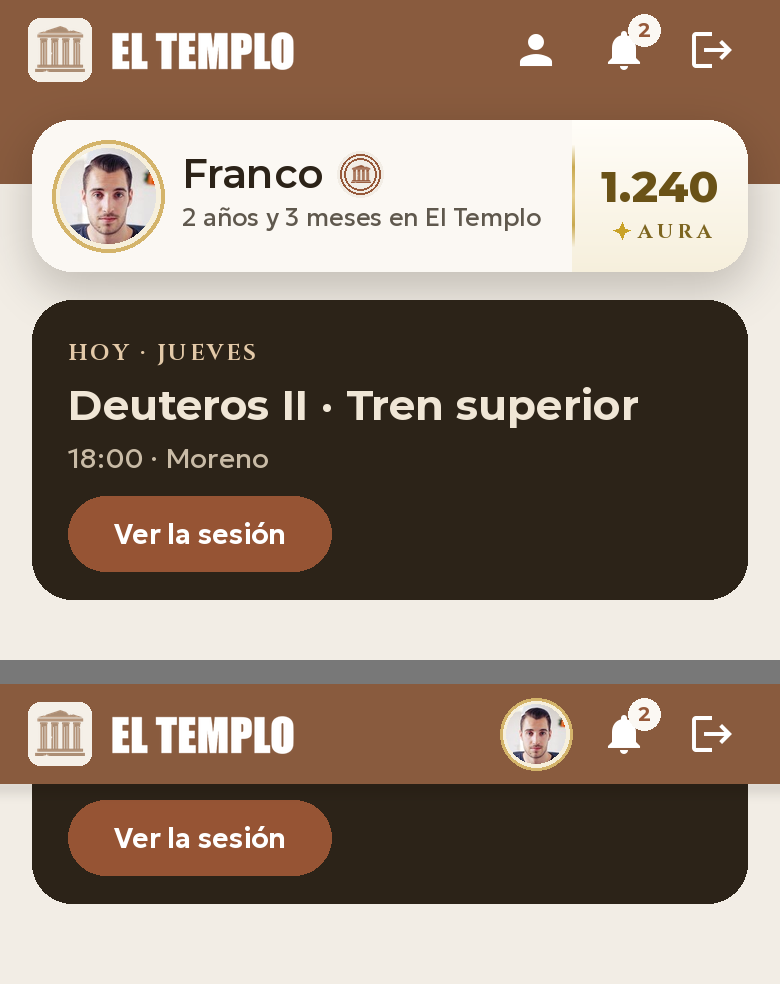 EL TEMPLO
2
Franco
2 años y 3 meses en El Templo
1.240
AURA
HOY · JUEVES
Deuteros II · Tren superior
18:00 · Moreno
Ver la sesión
EL TEMPLO
2
Ver la sesión